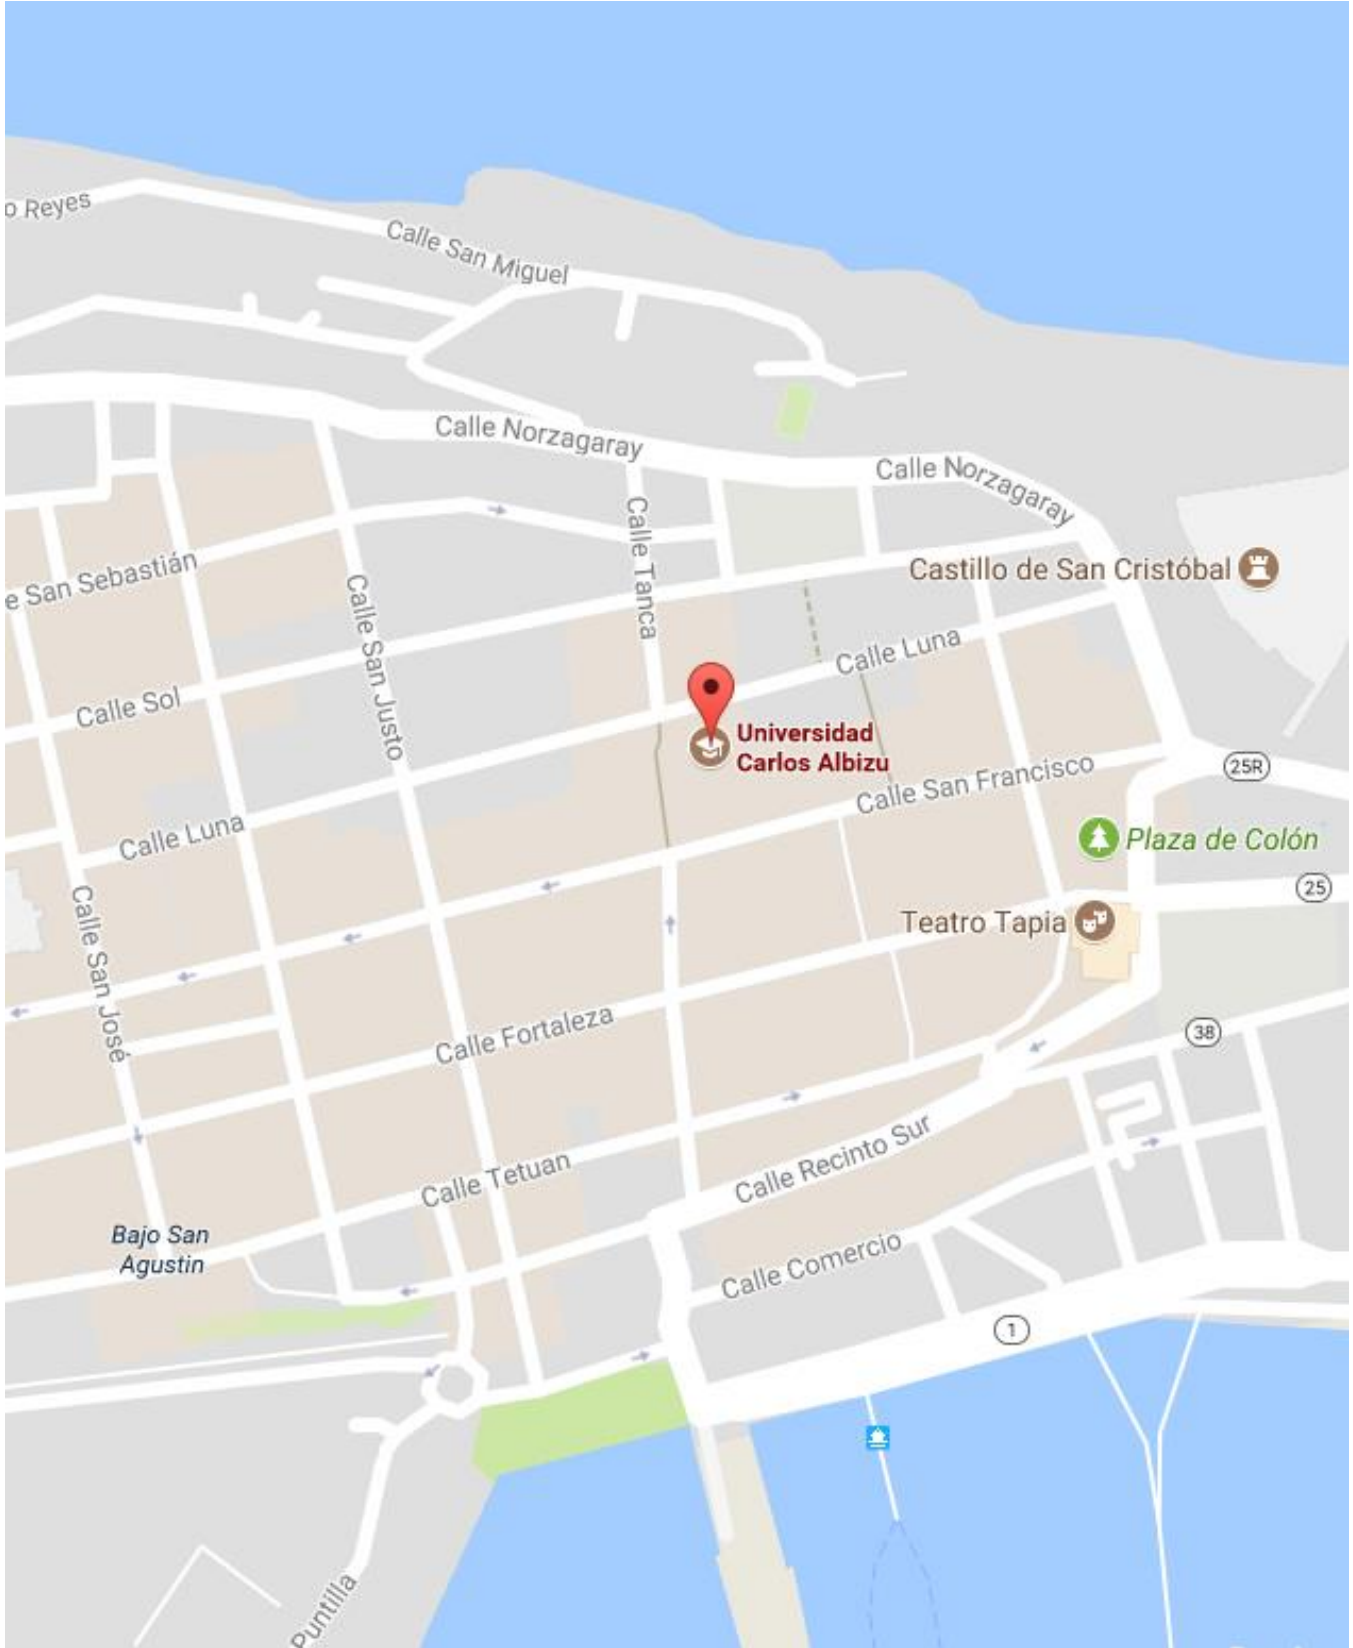 o Reyes
Calle San Miguel
Calle Norzagaray
Calle Norzagaray
Calle Tanca
Castillo de San Cristóbal
e San Sebastián
Calle San Justo
Calle Luna
Calle Sol
Universidad
Carlos Albizu
25R
Calle San Francisco
Calle Luna
Plaza de Colón
25
Teatro Tapia
Calle San José
Calle Fortaleza
38
Calle Tetuan
Calle Recinto Sur
Bajo San
Agustin
Calle Comercio
1
Puntilla